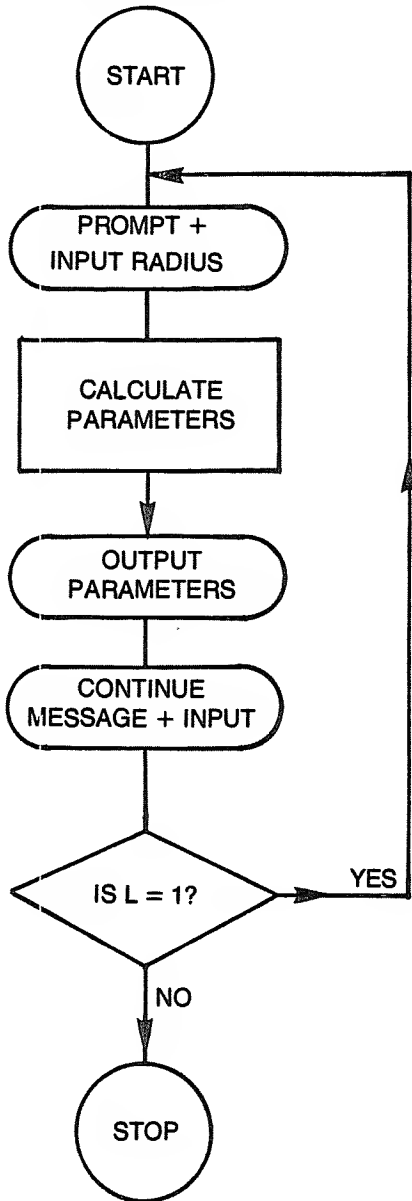 START
PROMPT +
INPUT RADIUS
CALCULATE
PARAMETERS
OUTPUT
PARAMETERS
CONTINUE
MESSAGE + INPUT
IS L = 1?
YES
NO
STOP